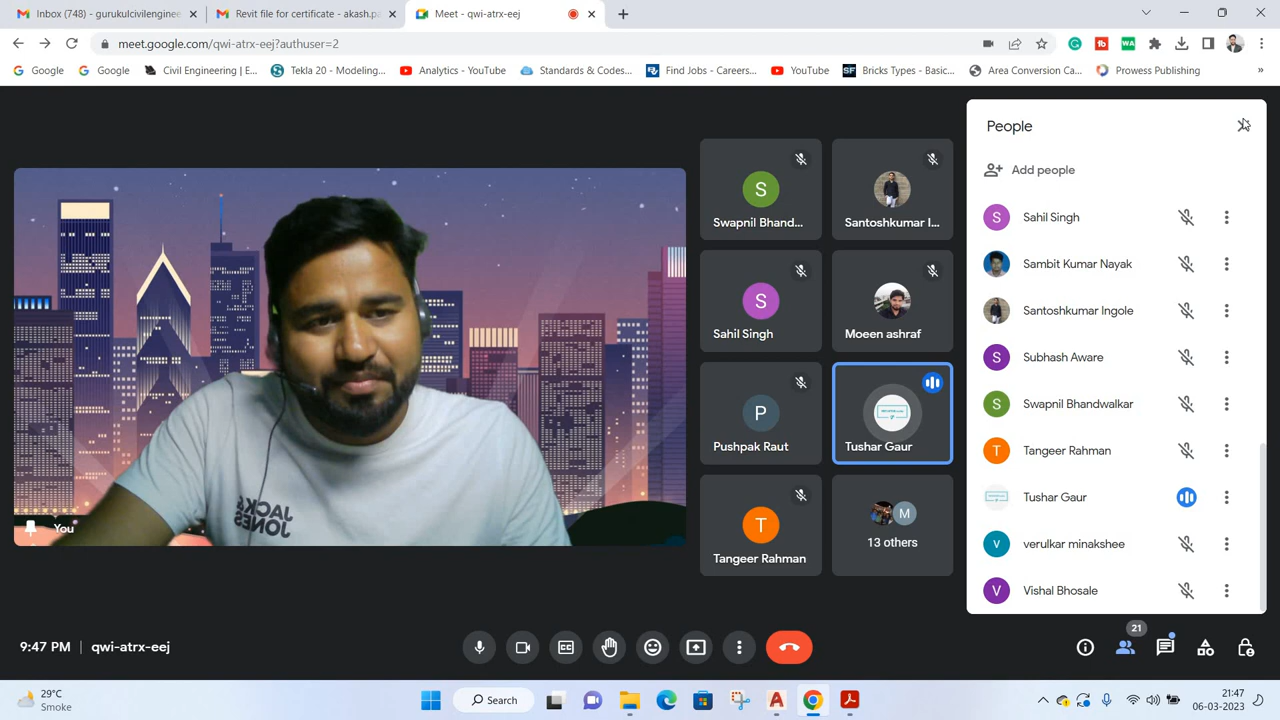 Inbox (748) - gurukulcivilenginee
Revit file for certificate - akash.pa
Meet - qwi-atrx-eej
meet.google.com/qwi-atrx-eej?authuser=2
Google
Google
Civil Engineering | E...
Tekla 20 - Modeling...
Analytics - YouTube
Standards & Codes...
Find Jobs - Careers...
YouTube
SF
Bricks Types - Basic...
Area Conversion Ca...
Prowess Publishing
»
JACK &
JONES
You
S
Swapnil Bhand...
Santoshkumar I...
S
Sahil Singh
Moeen ashraf
P
Pushpak Raut
Tushar Gaur
T
Tangeer Rahman
M
13 others
People
Add people
S
Sahil Singh
Sambit Kumar Nayak
Santoshkumar Ingole
S
Subhash Aware
S
Swapnil Bhandwalkar
T
Tangeer Rahman
Tushar Gaur
v
verulkar minakshee
V
Vishal Bhosale
9:47 PM | qwi-atrx-eej
CC
21
29°C
Smoke
Search
21:47
06-03-2023